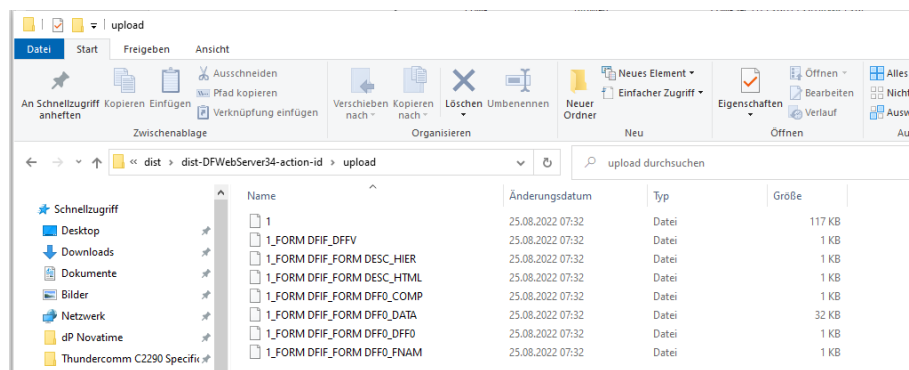 upload
Datei Start Freigeben Ansicht
An Schnellzugriff anheften
Kopieren
Einfügen
Ausschneiden
Pfad kopieren
Verknüpfung einfügen
Zwischenablage
Verschieben nach
Kopieren nach
Löschen
Umbenennen
Organisieren
Neuer Ordner
Neues Element
Einfacher Zugriff
Neu
Eigenschaften
Öffnen
Bearbeiten
Verlauf
Öffnen
Alles
Nicht
Ausw
Au
« dist › dist-DFWebServer34-action-id › upload
upload durchsuchen
Schnellzugriff
Desktop
Downloads
Dokumente
Bilder
Netzwerk
dP Novatime
Thundercomm C2290 Specific
Name Änderungsdatum Typ Größe
1 25.08.2022 07:32 Datei 117 KB
1_FORM DFIF_DFFV 25.08.2022 07:32 Datei 1 KB
1_FORM DFIF_FORM DESC_HIER 25.08.2022 07:32 Datei 1 KB
1_FORM DFIF_FORM DESC_HTML 25.08.2022 07:32 Datei 1 KB
1_FORM DFIF_FORM DFF0_COMP 25.08.2022 07:32 Datei 1 KB
1_FORM DFIF_FORM DFF0_DATA 25.08.2022 07:32 Datei 32 KB
1_FORM DFIF_FORM DFF0_DFF0 25.08.2022 07:32 Datei 1 KB
1_FORM DFIF_FORM DFF0_FNAM 25.08.2022 07:32 Datei 1 KB